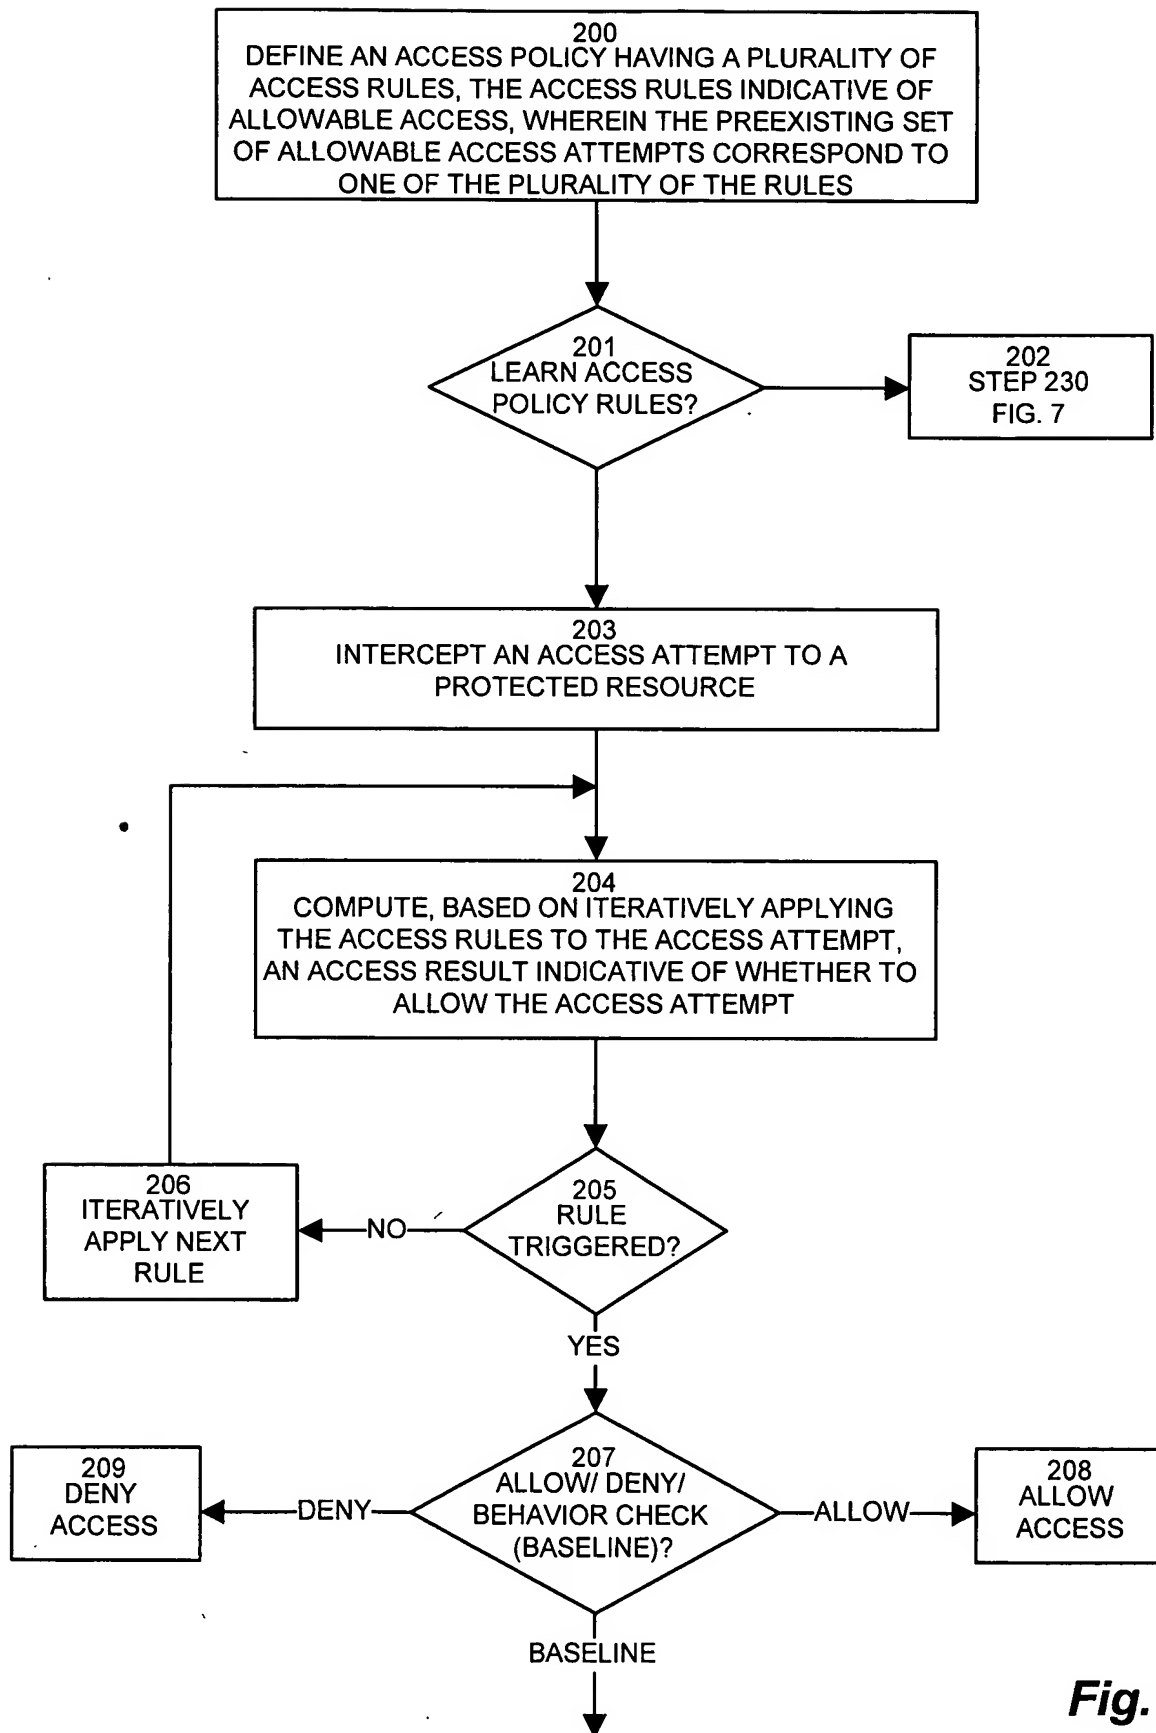 200
DEFINE AN ACCESS POLICY HAVING A PLURALITY OF
ACCESS RULES, THE ACCESS RULES INDICATIVE OF
ALLOWABLE ACCESS, WHEREIN THE PREEXISTING SET
OF ALLOWABLE ACCESS ATTEMPTS CORRESPOND TO
ONE OF THE PLURALITY OF THE RULES
201
LEARN ACCESS
POLICY RULES?
202
STEP 230
FIG. 7
203
INTERCEPT AN ACCESS ATTEMPT TO A
PROTECTED RESOURCE
204
COMPUTE, BASED ON ITERATIVELY APPLYING
THE ACCESS RULES TO THE ACCESS ATTEMPT,
AN ACCESS RESULT INDICATIVE OF WHETHER TO
ALLOW THE ACCESS ATTEMPT
206
ITERATIVELY
APPLY NEXT
RULE
NO
205
RULE
TRIGGERED?
YES
209
DENY
ACCESS
DENY
207
ALLOW/ DENY/
BEHAVIOR CHECK
(BASELINE)?
ALLOW
208
ALLOW
ACCESS
BASELINE
Fig.